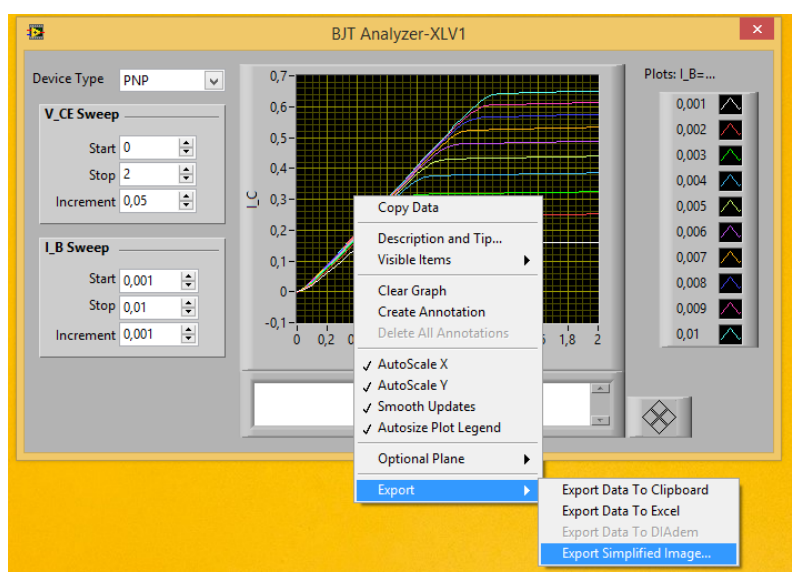 BJT Analyzer-XLV1
Device Type PNP
V_CE Sweep
Start 0
Stop 2
Increment 0,05
I_B Sweep
Start 0,001
Stop 0,01
Increment 0,001
I_C
0,7
0,6
0,5
0,4
0,3
0,2
0,1
0
-0,1
0 0,2 1,8 2
Plots: I_B=...
0,001
0,002
0,003
0,004
0,005
0,006
0,007
0,008
0,009
0,01
Copy Data
Description and Tip...
Visible Items
Clear Graph
Create Annotation
Delete All Annotations
AutoScale X
AutoScale Y
Smooth Updates
Autosize Plot Legend
Optional Plane
Export
Export Data To Clipboard
Export Data To Excel
Export Data To DIAdem
Export Simplified Image...